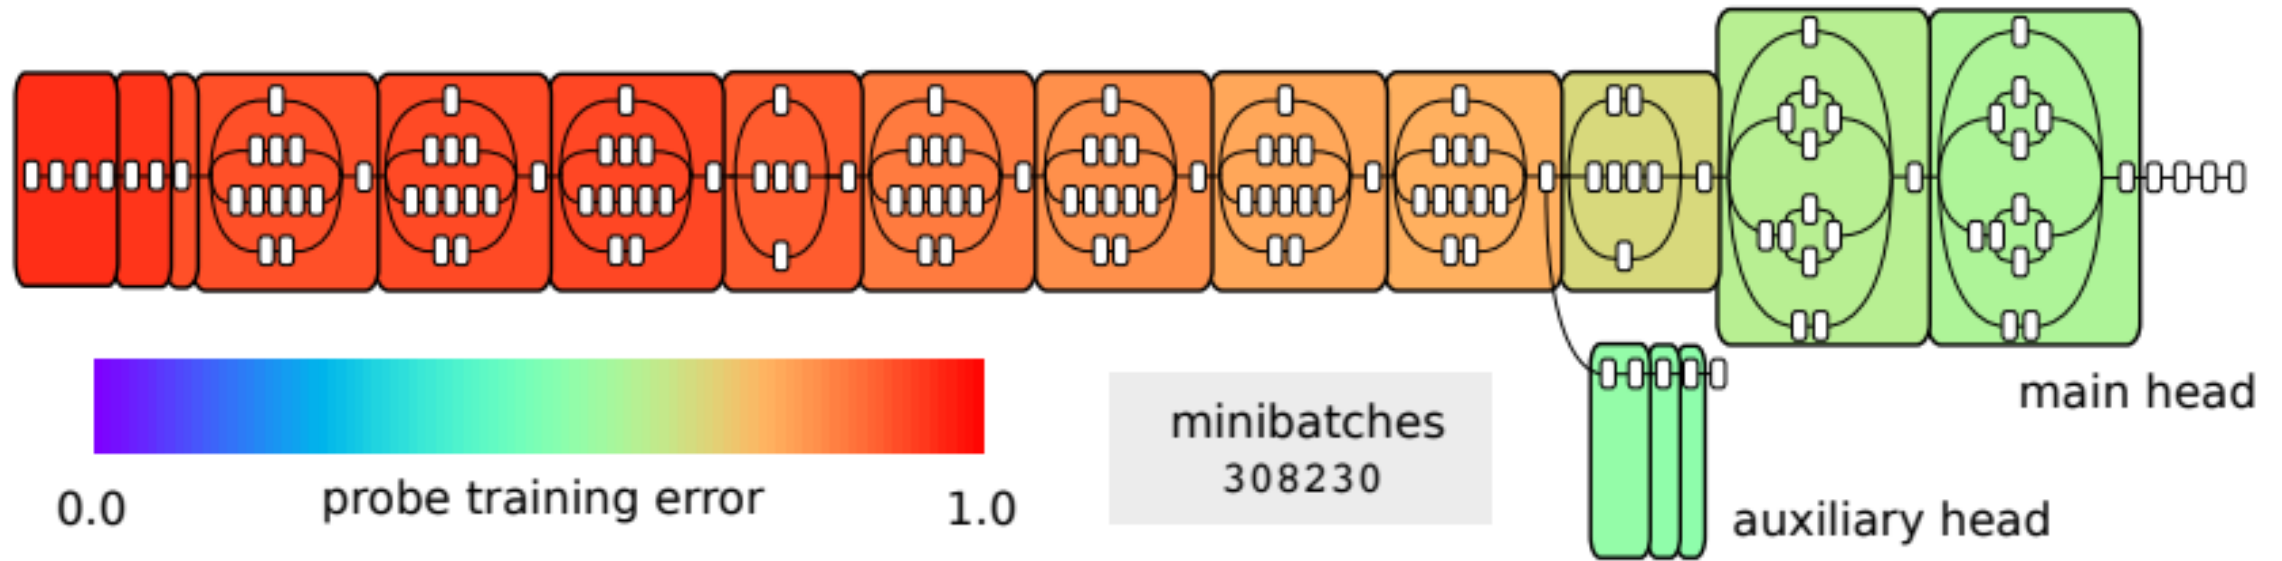 main head
minibatches
308230
0.0
probe training error
1.0
auxiliary head